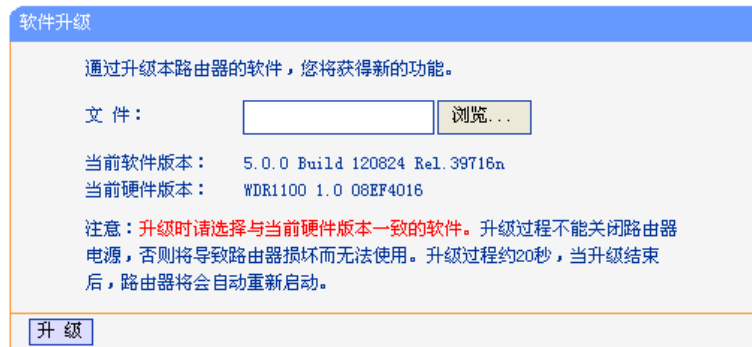 软件升级
通过升级本路由器的软件，您将获得新的功能。
文 件： 浏览...
当前软件版本： 5.0.0 Build 120824 Rel.39716n
当前硬件版本： WDR1100 1.0 08EF4016
注意：升级时请选择与当前硬件版本一致的软件。升级过程不能关闭路由器
电源，否则将导致路由器损坏而无法使用。升级过程约20秒，当升级结束
后，路由器将会自动重新启动。
升 级